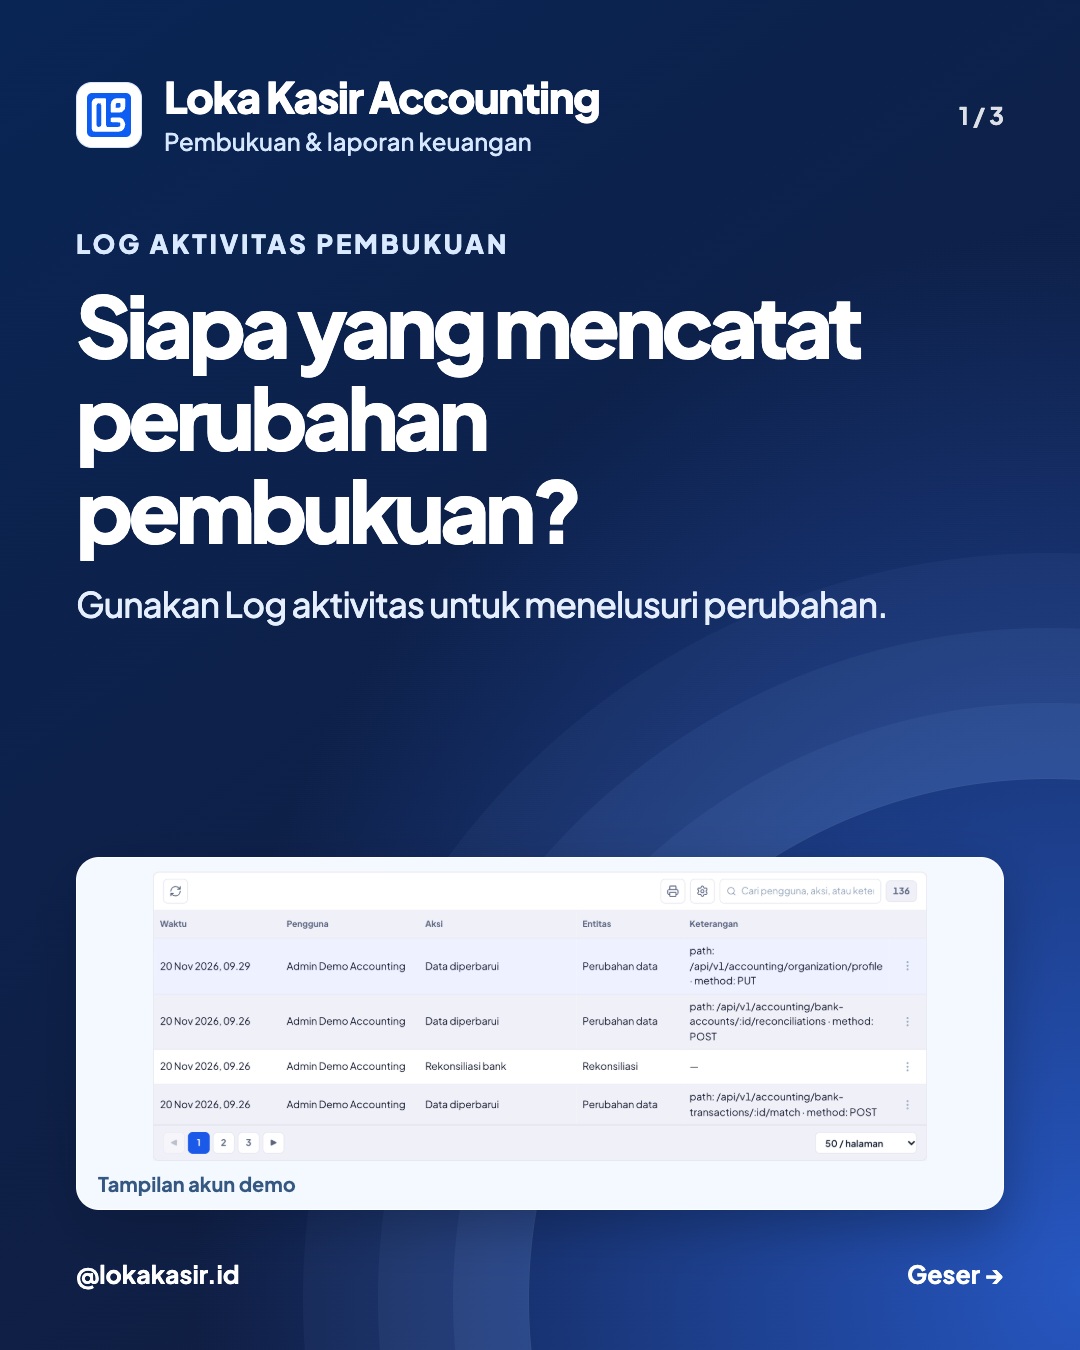 Loka Kasir Accounting
Pembukuan & laporan keuangan
1 / 3
LOG AKTIVITAS PEMBUKUAN
Siapa yang mencatat
perubahan
pembukuan?
Gunakan Log aktivitas untuk menelusuri perubahan.
Cari pengguna, aksi, atau kete
136
Waktu Pengguna Aksi Entitas Keterangan
20 Nov 2026, 09.29 Admin Demo Accounting Data diperbarui Perubahan data path:
/api/v1/accounting/organization/profile
· method: PUT
20 Nov 2026, 09.26 Admin Demo Accounting Data diperbarui Perubahan data path: /api/v1/accounting/bank-
accounts/:id/reconciliations · method:
POST
20 Nov 2026, 09.26 Admin Demo Accounting Rekonsiliasi bank Rekonsiliasi —
20 Nov 2026, 09.26 Admin Demo Accounting Data diperbarui Perubahan data path: /api/v1/accounting/bank-
transactions/:id/match · method: POST
1 2 3
50 / halaman
Tampilan akun demo
@lokakasir.id
Geser →